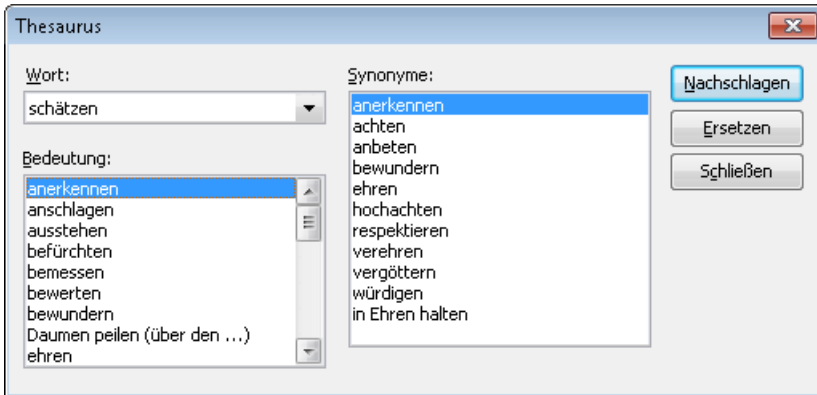 Thesaurus
Wort:
schätzen
Bedeutung:
anerkennen
anschlagen
ausstehen
befürchten
bemessen
bewerten
bewundern
Daumen peilen (über den ...)
ehren
Synonyme:
anerkennen
achten
anbeten
bewundern
ehren
hochachten
respektieren
verehren
vergöttern
würdigen
in Ehren halten
Nachschlagen
Ersetzen
Schließen